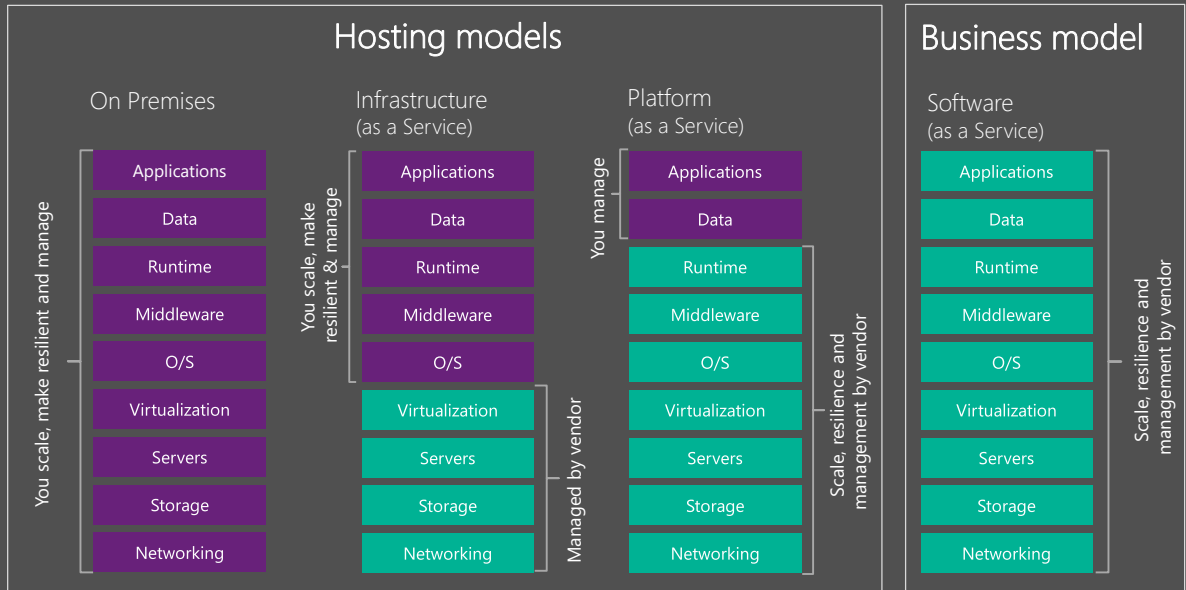 Hosting models
On Premises
You scale, make resilient and manage
Applications
Data
Runtime
Middleware
O/S
Virtualization
Servers
Storage
Networking
Infrastructure
(as a Service)
You scale, make
resilient & manage
Applications
Data
Runtime
Middleware
O/S
Virtualization
Servers
Storage
Networking
Managed by vendor
Platform
(as a Service)
You manage
Applications
Data
Runtime
Middleware
O/S
Virtualization
Servers
Storage
Networking
Scale, resilience and
management by vendor
Business model
Software
(as a Service)
Applications
Data
Runtime
Middleware
O/S
Virtualization
Servers
Storage
Networking
Scale, resilience and
management by vendor